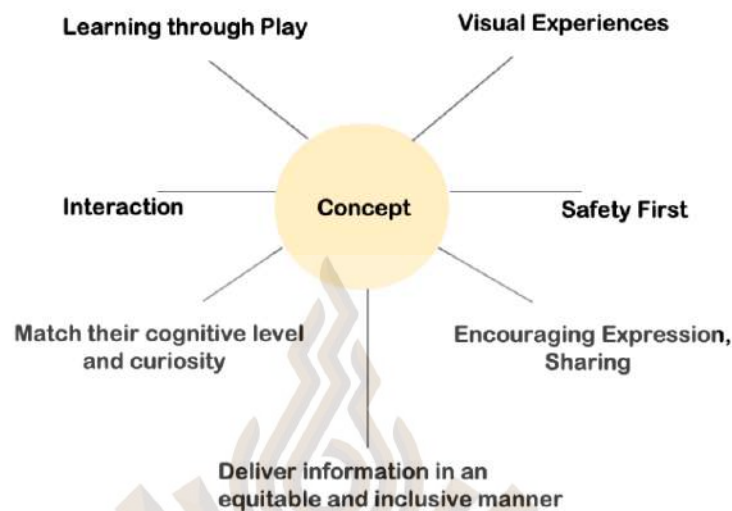 Learning through Play
Visual Experiences
Interaction
Concept
Safety First
Match their cognitive level
and curiosity
Encouraging Expression,
Sharing
Deliver information in an
equitable and inclusive manner